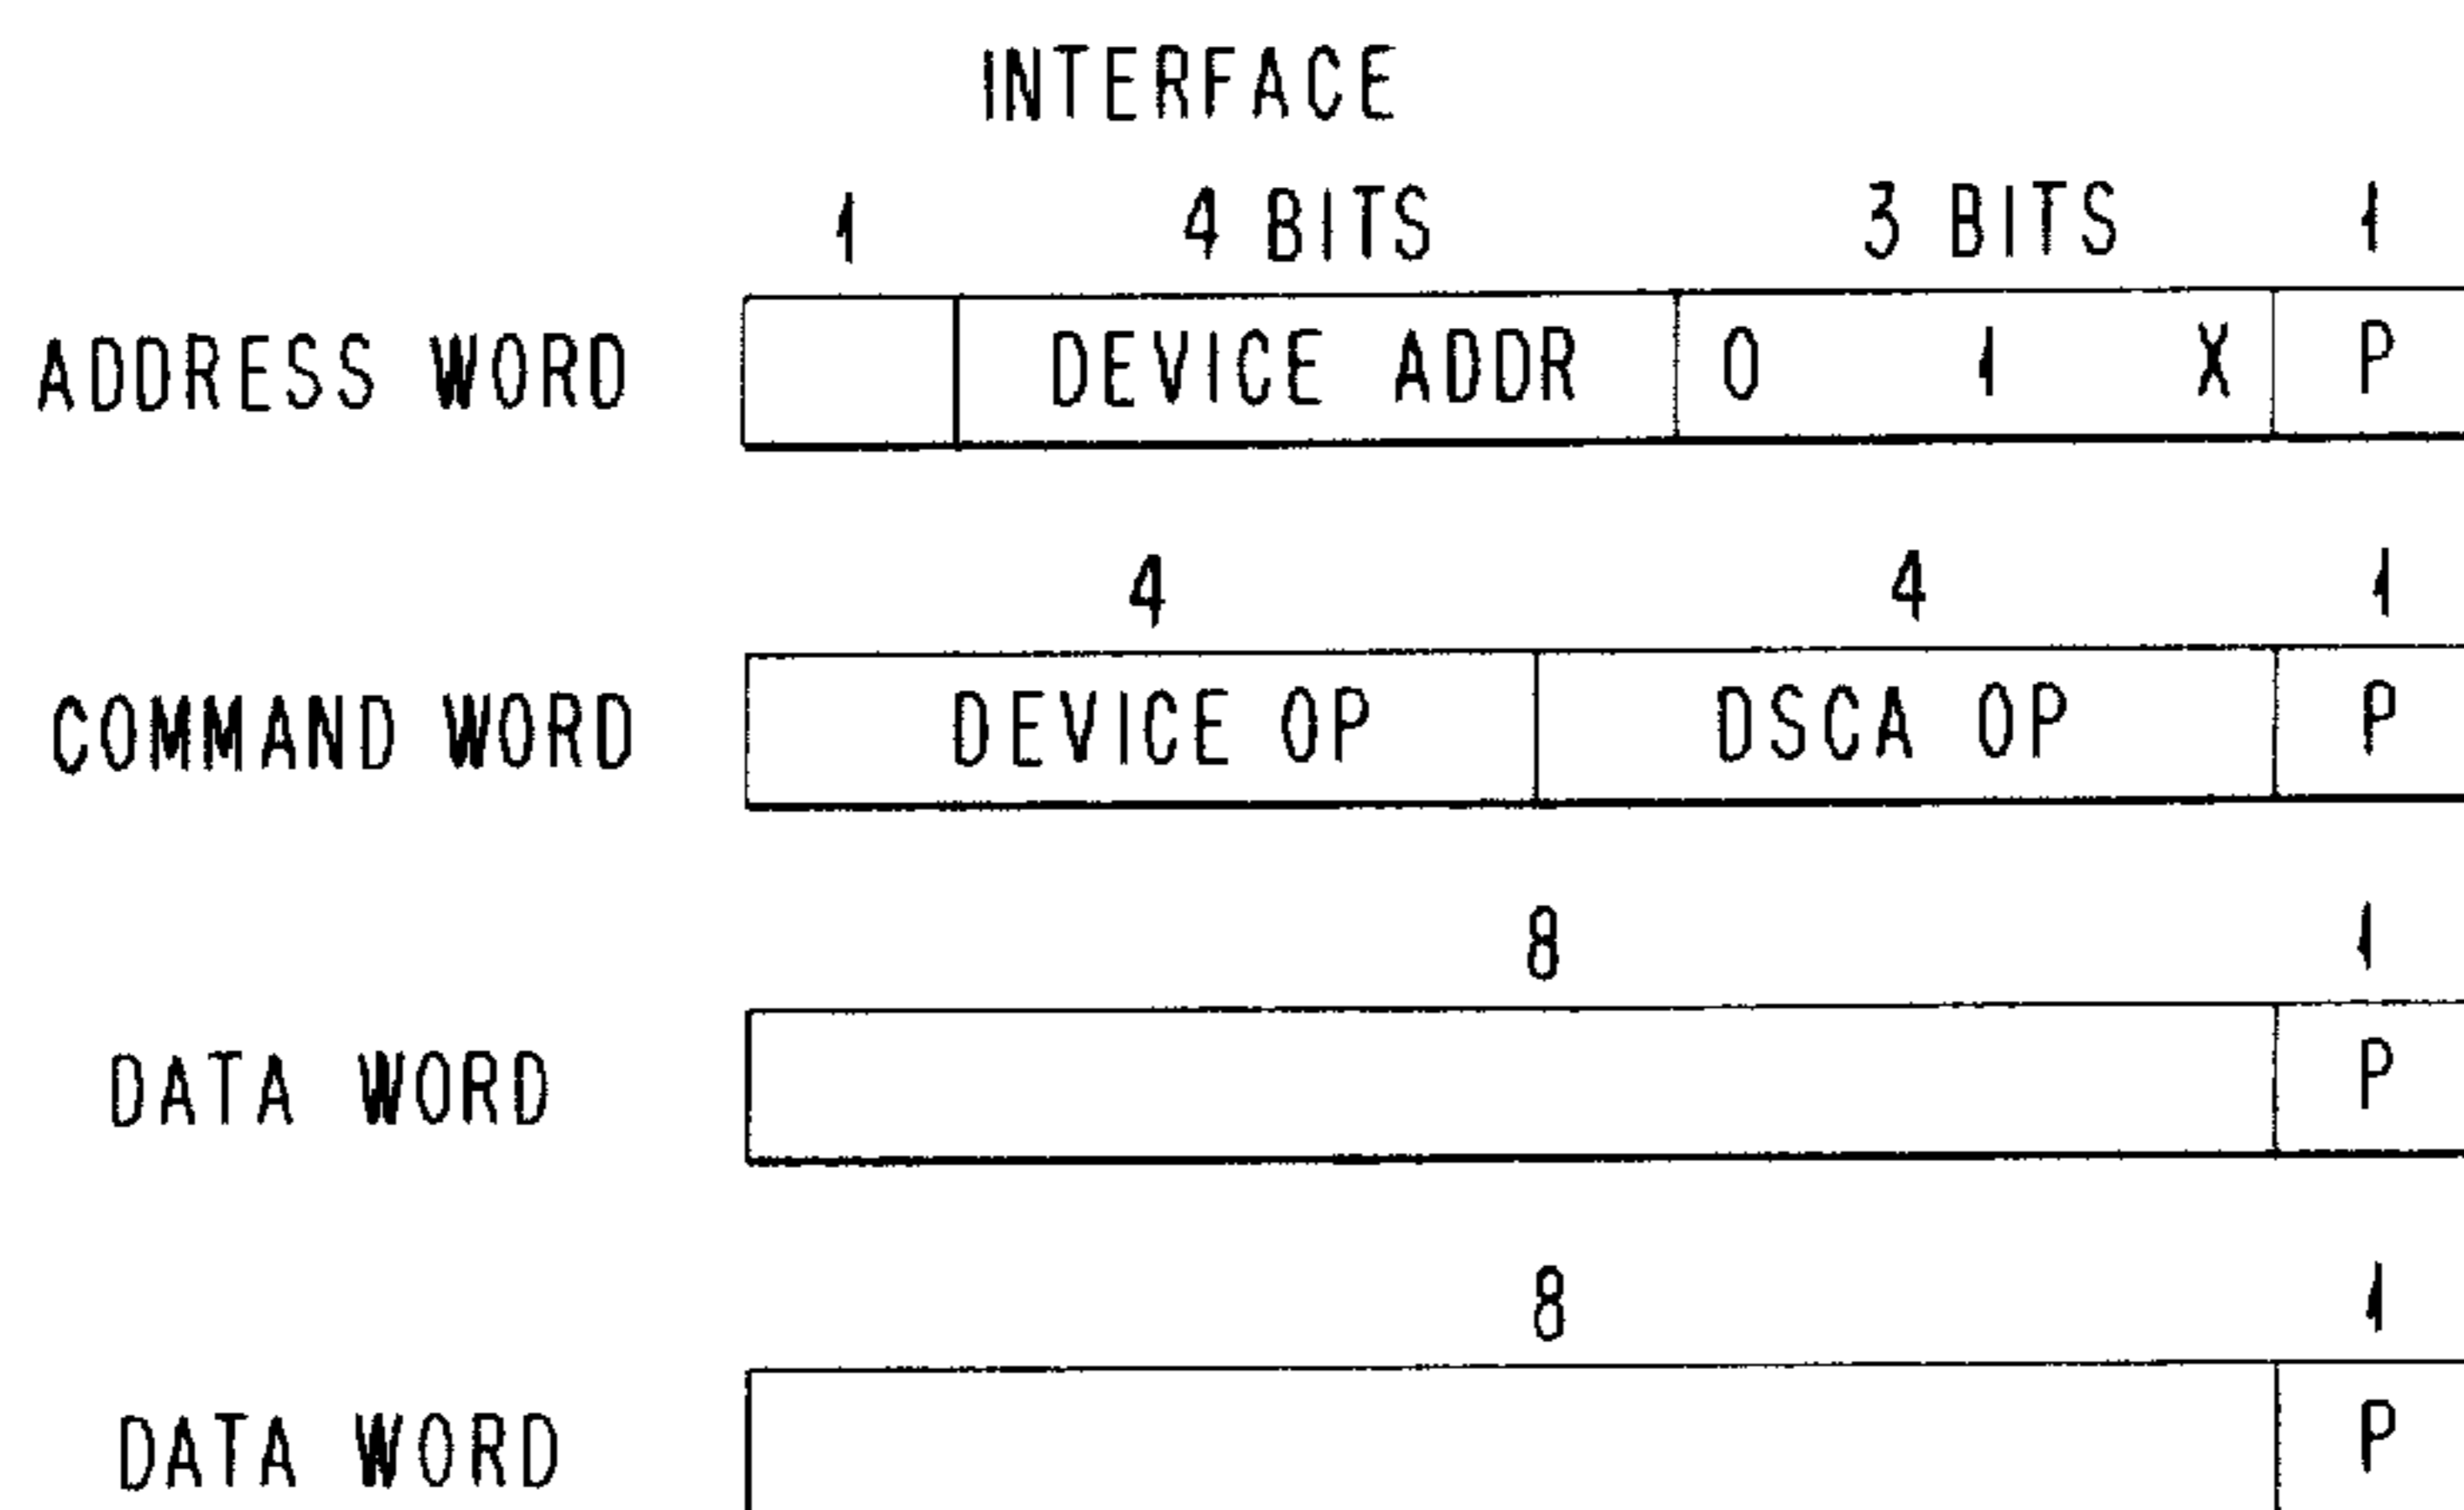 INTERFACE
1 4 BITS 3 BITS 1
ADDRESS WORD DEVICE ADDR 0 1 X P
4 4 1
COMMAND WORD DEVICE OP DSCA OP P
8 1
DATA WORD P
8 1
DATA WORD P